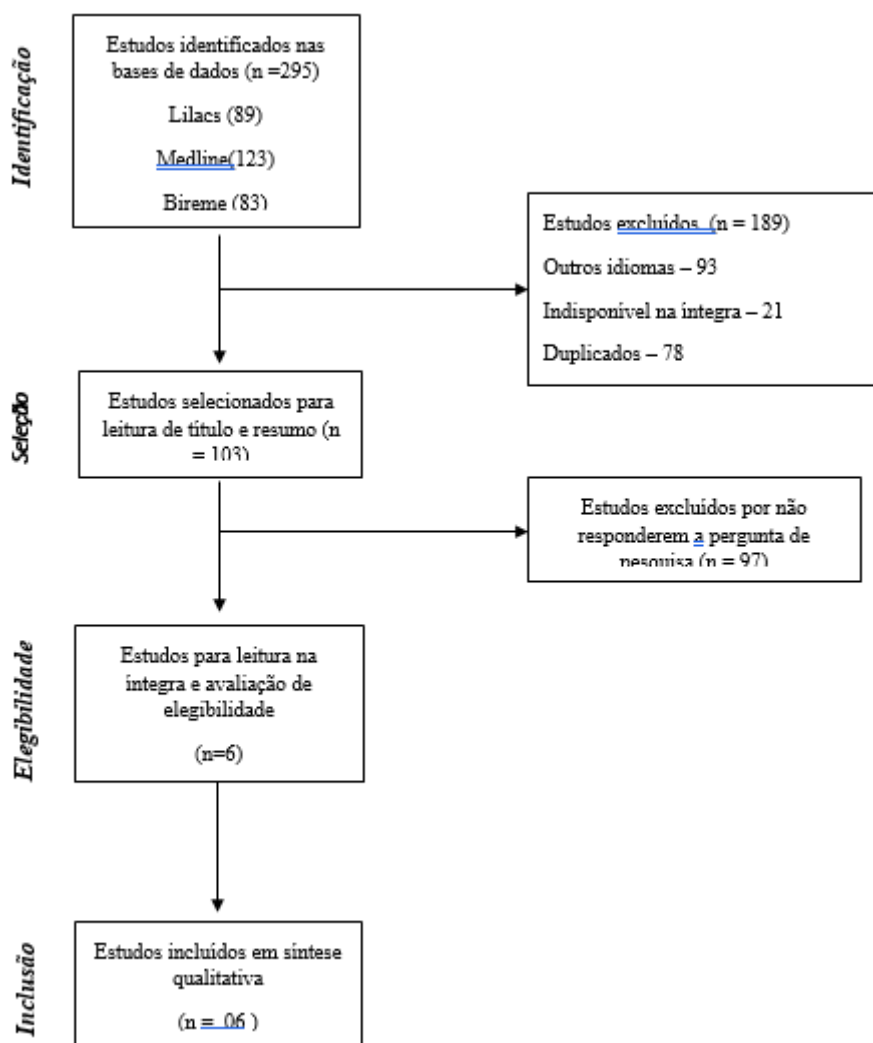 Identificação
Estudos identificados nas
bases de dados (n =295)
Lilacs (89)
Medline(123)
Bireme (83)
Estudos excluídos (n = 189)
Outros idiomas – 93
Indisponível na íntegra – 21
Duplicados – 78
Seleção
Estudos selecionados para
leitura de título e resumo (n
= 103)
Estudos excluídos por não
responderem a pergunta de
pesquisa (n = 97)
Elegibilidade
Estudos para leitura na
íntegra e avaliação de
elegibilidade
(n=6)
Inclusão
Estudos incluídos em síntese
qualitativa
(n = 06 )